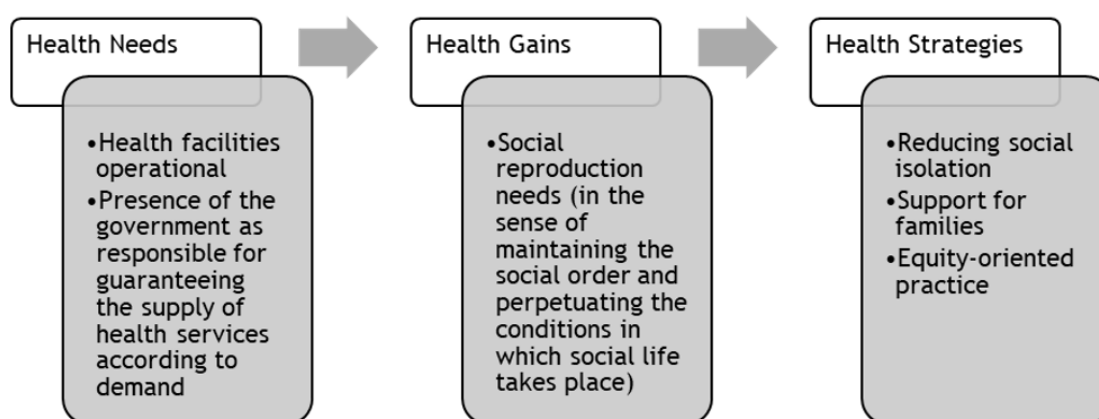 Health Needs
•Health facilities
operational
•Presence of the
government as
responsible for
guaranteeing
the supply of
health services
according to
demand
Health Gains
•Social
reproduction
needs (in the
sense of
maintaining the
social order and
perpetuating the
conditions in
which social life
takes place)
Health Strategies
•Reducing social
isolation
•Support for
families
•Equity-oriented
practice